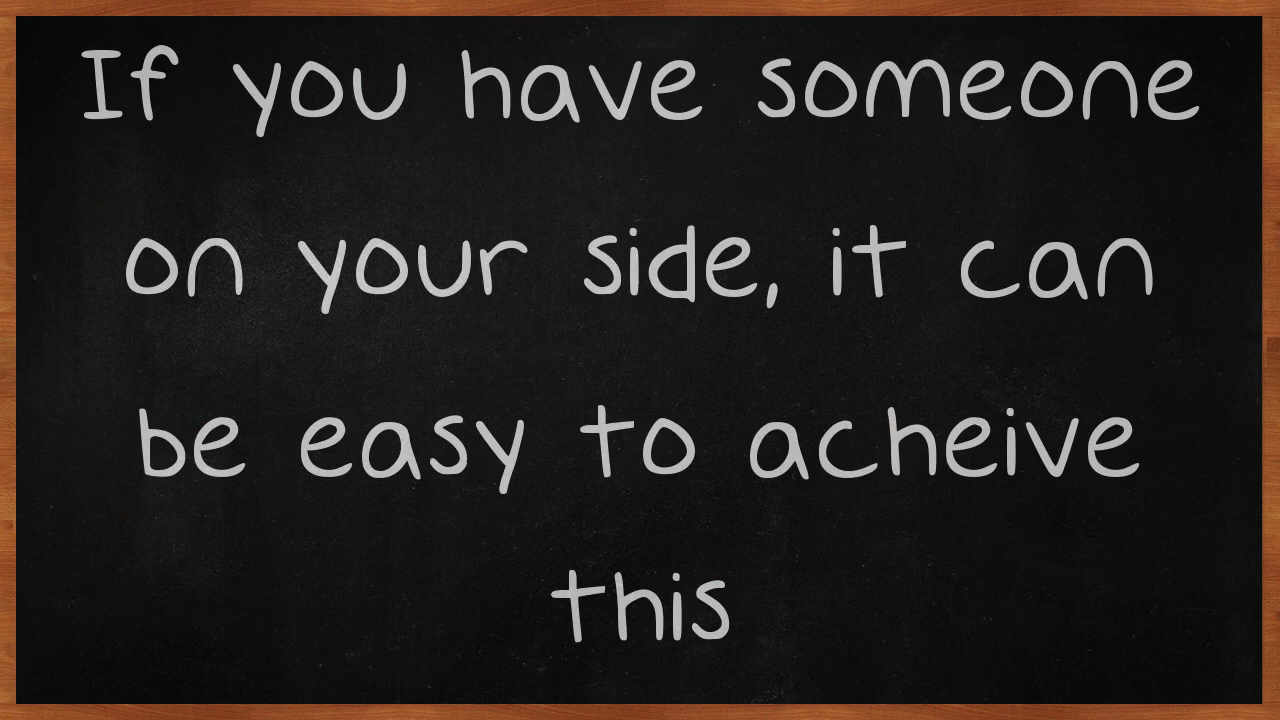 If you have someone
on your side, it can
be easy to acheive
this